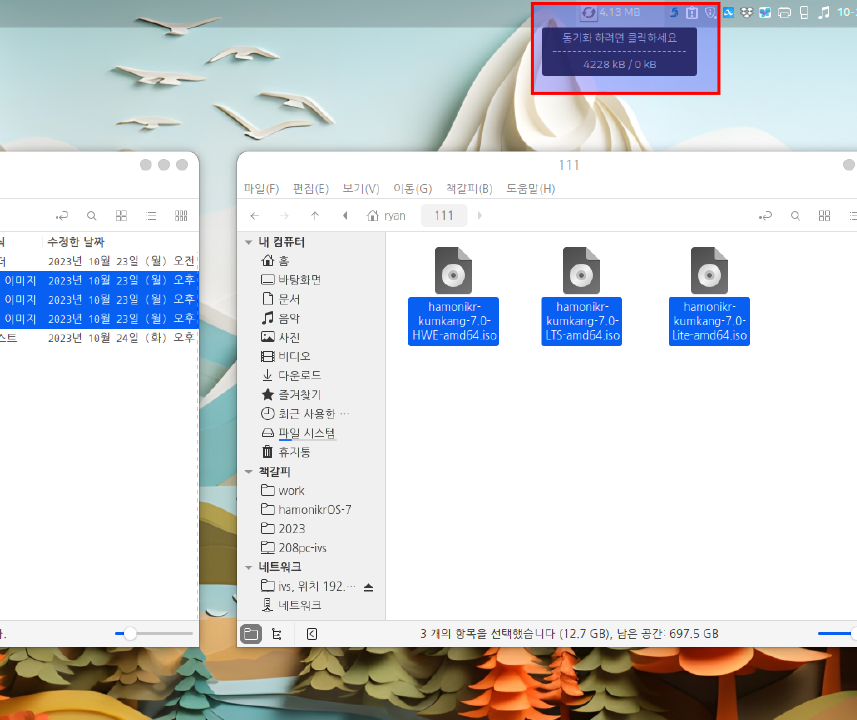 4.13 MB
10-
동기화 하려면 클릭하세요
4228 kB / 0 kB
수정한 날짜
2023년 10월 23일 (월) 오전
이미지 2023년 10월 23일 (월) 오후
이미지 2023년 10월 23일 (월) 오후
이미지 2023년 10월 23일 (월) 오후
스트 2023년 10월 24일 (화) 오후
111
파일(F) 편집(E) 보기(V) 이동(G) 책갈피(B) 도움말(H)
ryan
111
내 컴퓨터
홈
바탕화면
문서
음악
사진
비디오
다운로드
즐겨찾기
최근 사용한 …
파일 시스템
휴지통
책갈피
work
hamonikrOS-7
2023
208pc-ivs
네트워크
ivs, 위치 192.…
네트워크
hamonikr-
kumkang-7.0-
HWE-amd64.iso
hamonikr-
kumkang-7.0-
LTS-amd64.iso
hamonikr-
kumkang-7.0-
Lite-amd64.iso
3 개의 항목을 선택했습니다 (12.7 GB), 남은 공간: 697.5 GB